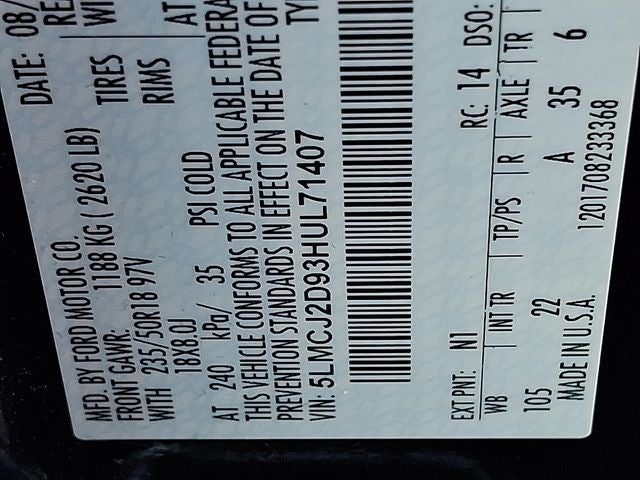 MFD. BY FORD MOTOR CO. DATE: 08/
FRONT GAWR: 1188 KG ( 2620 LB) RE
WITH 235/50R18 97V TIRES WI
18X8.0J RIMS
AT 240 kPa/ 35 PSI COLD AT
THIS VEHICLE CONFORMS TO ALL APPLICABLE FEDERA
PREVENTION STANDARDS IN EFFECT ON THE DATE OF
VIN: 5LMCJ2D93HUL71407 TY
EXT PNT: N1 RC: 14 DSO:
WB INT TR TP/PS R AXLE TR
105 22 A 35 6
MADE IN U.S.A. 1201708233368